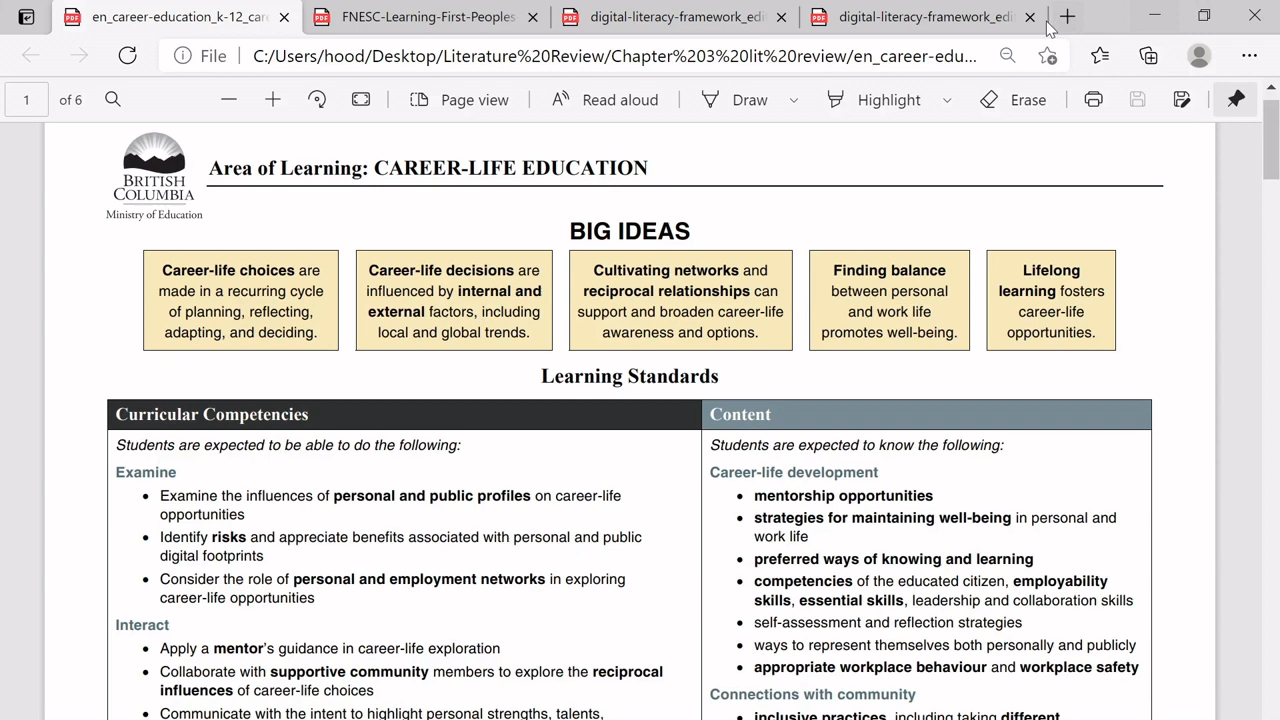 en_career-education_k-12_car
FNESC-Learning-First-Peoples
digital-literacy-framework_edi
digital-literacy-framework_edi
File
C:/Users/hood/Desktop/Literature%20Review/Chapter%203%20lit%20review/en_career-edu...
1 of 6
Page view
Read aloud
Draw
Highlight
Erase
BRITISH
COLUMBIA
Ministry of Education
Area of Learning: CAREER-LIFE EDUCATION
BIG IDEAS
Career-life choices are
made in a recurring cycle
of planning, reflecting,
adapting, and deciding.
Career-life decisions are
influenced by internal and
external factors, including
local and global trends.
Cultivating networks and
reciprocal relationships can
support and broaden career-life
awareness and options.
Finding balance
between personal
and work life
promotes well-being.
Lifelong
learning fosters
career-life
opportunities.
Learning Standards
Curricular Competencies
Students are expected to be able to do the following:
Examine
• Examine the influences of personal and public profiles on career-life
opportunities
• Identify risks and appreciate benefits associated with personal and public
digital footprints
• Consider the role of personal and employment networks in exploring
career-life opportunities
Interact
• Apply a mentor's guidance in career-life exploration
• Collaborate with supportive community members to explore the reciprocal
influences of career-life choices
• Communicate with the intent to highlight personal strengths, talents,
Content
Students are expected to know the following:
Career-life development
• mentorship opportunities
• strategies for maintaining well-being in personal and
work life
• preferred ways of knowing and learning
• competencies of the educated citizen, employability
skills, essential skills, leadership and collaboration skills
• self-assessment and reflection strategies
• ways to represent themselves both personally and publicly
• appropriate workplace behaviour and workplace safety
Connections with community
• inclusive practices, including taking different